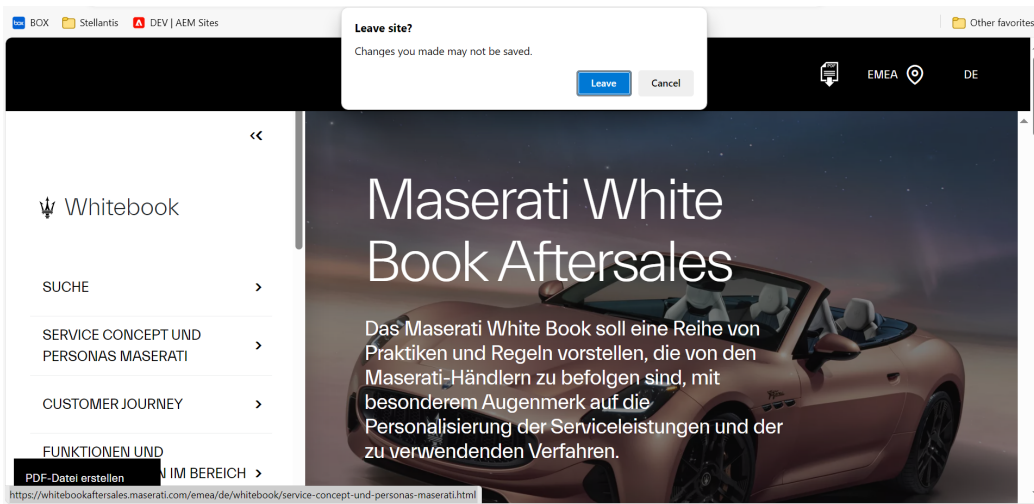 BOX Stellantis DEV | AEM Sites Other favorites
Leave site?
Changes you made may not be saved.
Leave Cancel
PDF EMEA DE
Whitebook
SUCHE
SERVICE CONCEPT UND
PERSONAS MASERATI
CUSTOMER JOURNEY
FUNKTIONEN UND
N IM BEREICH
PDF-Datei erstellen
https://whitebookaftersales.maserati.com/emea/de/whitebook/service-concept-und-personas-maserati.html
Maserati White
Book Aftersales
Das Maserati White Book soll eine Reihe von
Praktiken und Regeln vorstellen, die von den
Maserati-Händlern zu befolgen sind, mit
besonderem Augenmerk auf die
Personalisierung der Serviceleistungen und der
zu verwendenden Verfahren.